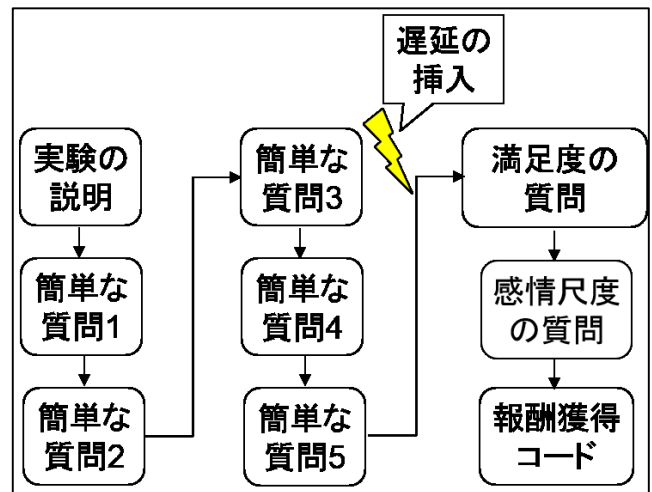 実験の
説明
簡単な
質問1
簡単な
質問2
簡単な
質問3
簡単な
質問4
簡単な
質問5
遅延の
挿入
満足度の
質問
感情尺度
の質問
報酬獲得
コード